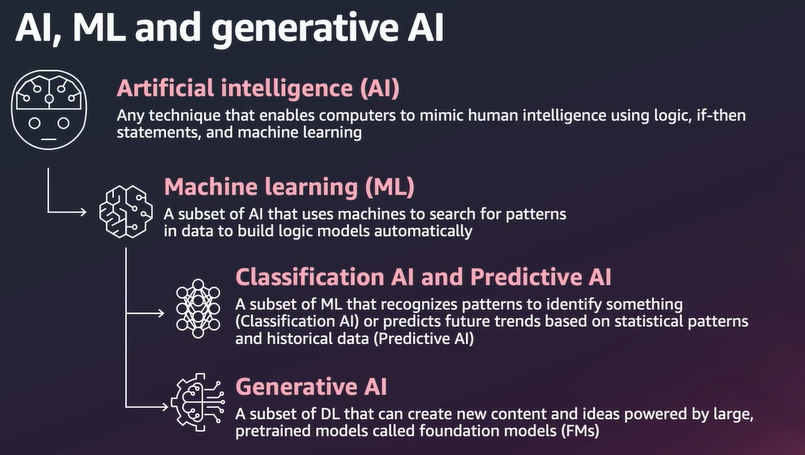 AI, ML and generative AI
Artificial intelligence (AI)
Any technique that enables computers to mimic human intelligence using logic, if-then
statements, and machine learning
Machine learning (ML)
A subset of AI that uses machines to search for patterns
in data to build logic models automatically
Classification AI and Predictive AI
A subset of ML that recognizes patterns to identify something
(Classification AI) or predicts future trends based on statistical patterns
and historical data (Predictive AI)
Generative AI
A subset of DL that can create new content and ideas powered by large,
pretrained models called foundation models (FMs)